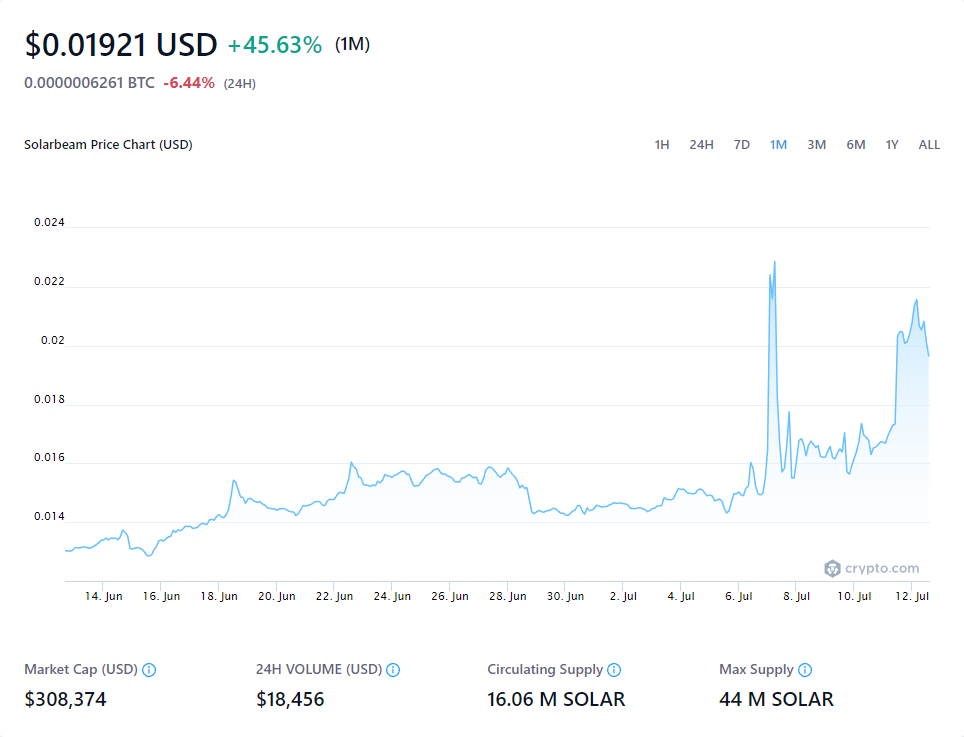 $0.01921 USD +45.63% (1M)
0.0000006261 BTC -6.44% (24H)
Solarbeam Price Chart (USD) 1H 24H 7D 1M 3M 6M 1Y ALL
0.024
0.022
0.02
0.018
0.016
0.014
crypto.com
14. Jun 16. Jun 18. Jun 20. Jun 22. Jun 24. Jun 26. Jun 28. Jun 30. Jun 2. Jul 4. Jul 6. Jul 8. Jul 10. Jul 12. Jul
Market Cap (USD) 24H VOLUME (USD) Circulating Supply Max Supply
$308,374 $18,456 16.06 M SOLAR 44 M SOLAR